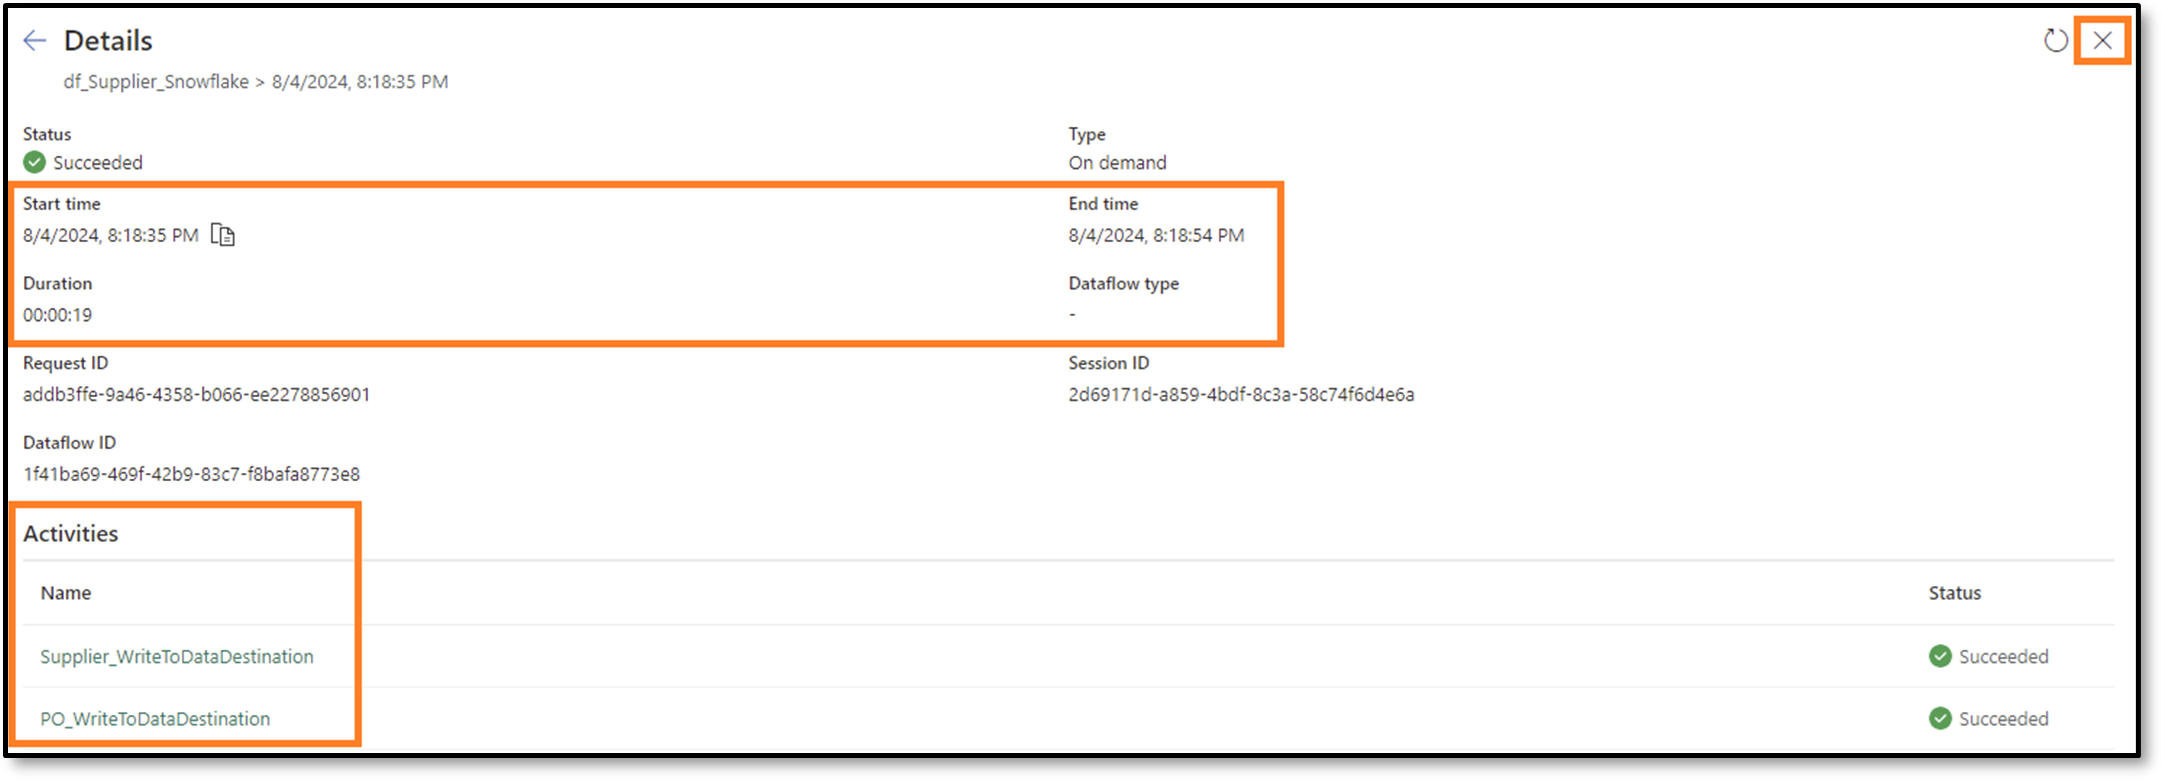 Details
df_Supplier_Snowflake > 8/4/2024, 8:18:35 PM
Status
Succeeded
Type
On demand
Start time
8/4/2024, 8:18:35 PM
End time
8/4/2024, 8:18:54 PM
Duration
00:00:19
Dataflow type
-
Request ID
addb3ffe-9a46-4358-b066-ee2278856901
Session ID
2d69171d-a859-4bdf-8c3a-58c74f6d4e6a
Dataflow ID
1f41ba69-469f-42b9-83c7-f8bafa8773e8
Activities
Name
Status
Supplier_WriteToDataDestination
Succeeded
PO_WriteToDataDestination
Succeeded